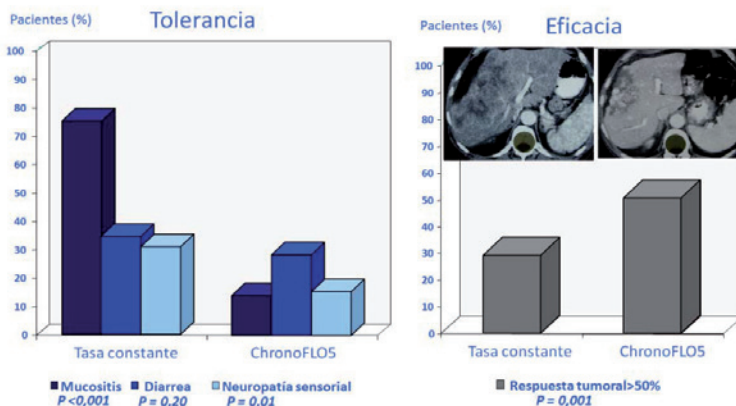 Pacientes (%)
Tolerancia
100
90
80
70
60
50
40
30
20
10
0
Tasa constante
ChronoFLO5
Mucositis
Diarrea
Neuropatía sensorial
P <0,001
P = 0,20
P = 0,01
Pacientes (%)
Eficacia
100
90
80
70
60
50
40
30
20
10
0
Tasa constante
ChronoFLO5
Respuesta tumoral>50%
P = 0,001